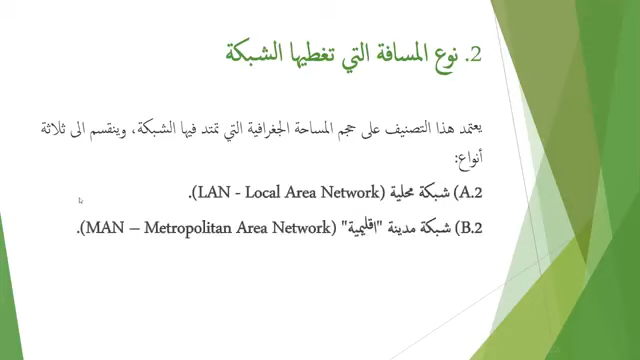 2. نوع المسافة التي تغطيها الشبكة
يعتمد هذا التصنيف على حجم المساحة الجغرافية التي تمتد فيها الشبكة، وينقسم الى ثلاثة
أنواع:
A.2) شبكة محلية (LAN - Local Area Network).
B.2) شبكة مدينة "اقليمية" (MAN – Metropolitan Area Network).